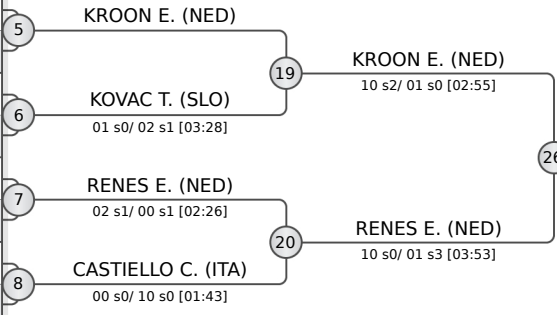 KROON E. (NED)
5
19
KROON E. (NED)
10 s2/ 01 s0 [02:55]
KOVAC T. (SLO)
6
01 s0/ 02 s1 [03:28]
26
RENES E. (NED)
7
02 s1/ 00 s1 [02:26]
20
RENES E. (NED)
10 s0/ 01 s3 [03:53]
CASTIELLO C. (ITA)
8
00 s0/ 10 s0 [01:43]